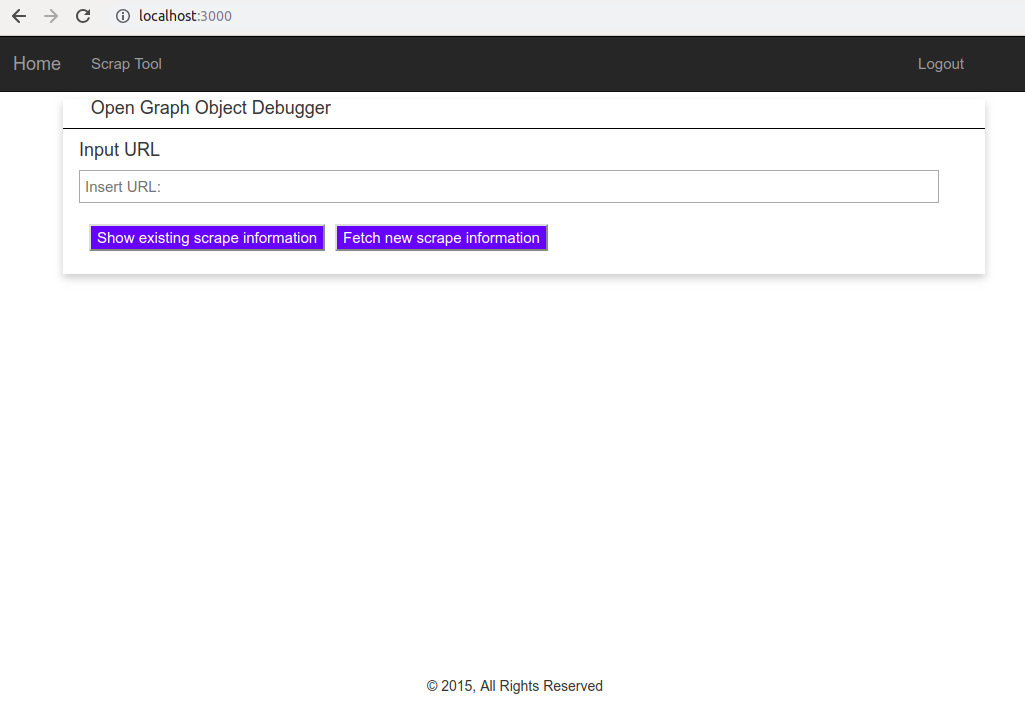 localhost:3000
Home Scrap Tool Logout
Open Graph Object Debugger
Input URL
Insert URL:
Show existing scrape information Fetch new scrape information
© 2015, All Rights Reserved